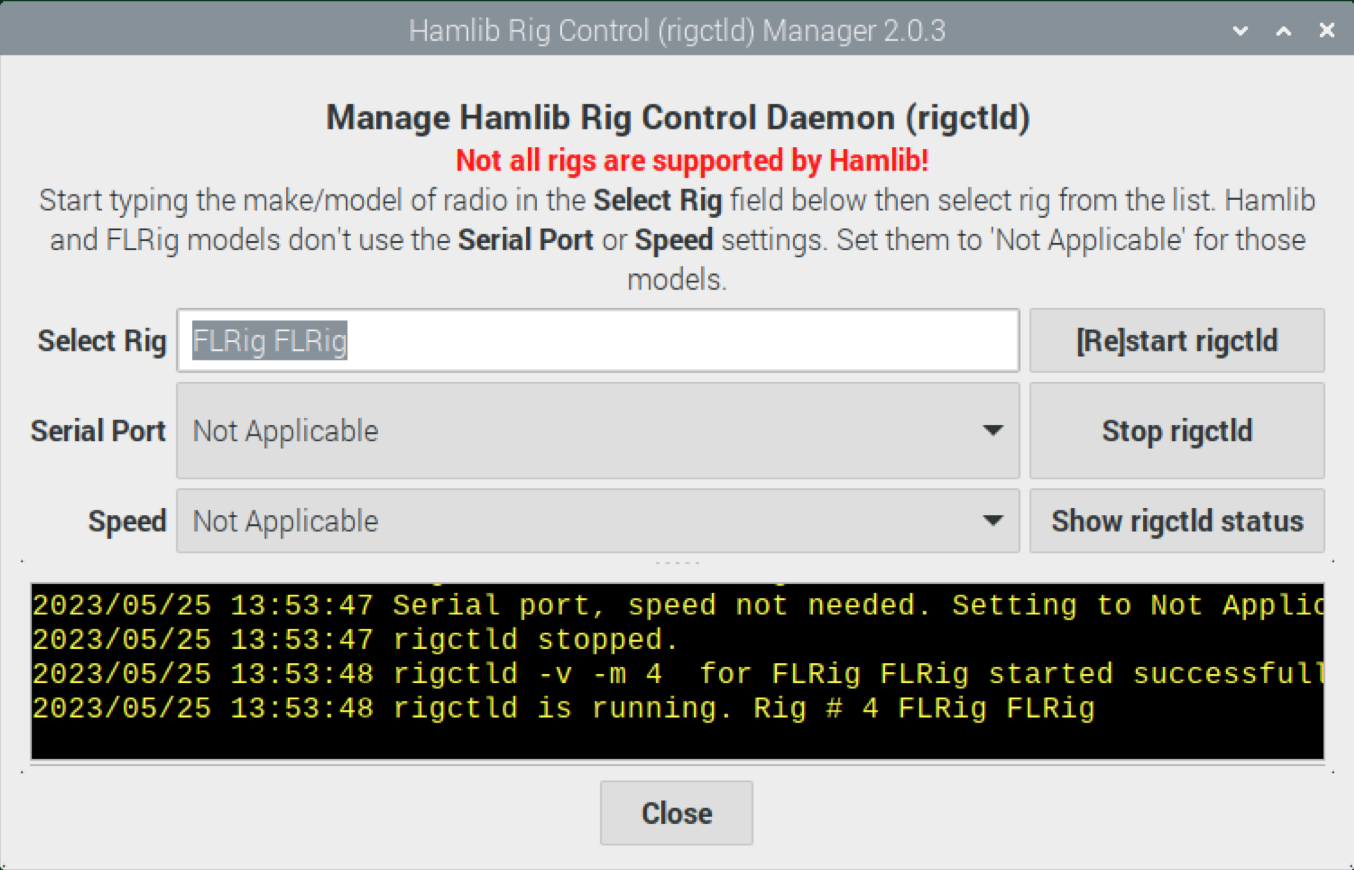 Hamlib Rig Control (rigctld) Manager 2.0.3
Manage Hamlib Rig Control Daemon (rigctld)
Not all rigs are supported by Hamlib!
Start typing the make/model of radio in the Select Rig field below then select rig from the list. Hamlib
and FLRig models don't use the Serial Port or Speed settings. Set them to 'Not Applicable' for those
models.
Select Rig FLRig FLRig [Re]start rigctld
Serial Port Not Applicable Stop rigctld
Speed Not Applicable Show rigctld status
2023/05/25 13:53:47 Serial port, speed not needed. Setting to Not Applic
2023/05/25 13:53:47 rigctld stopped.
2023/05/25 13:53:48 rigctld -v -m 4  for FLRig FLRig started successfull
2023/05/25 13:53:48 rigctld is running. Rig # 4 FLRig FLRig
Close